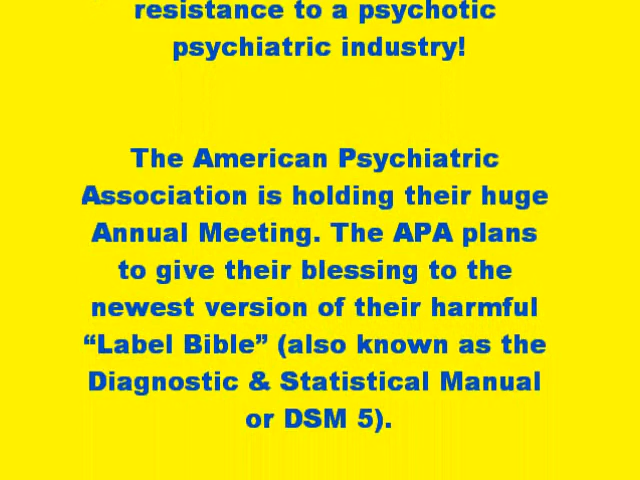 resistance to a psychotic
psychiatric industry!
The American Psychiatric
Association is holding their huge
Annual Meeting. The APA plans
to give their blessing to the
newest version of their harmful
“Label Bible” (also known as the
Diagnostic & Statistical Manual
or DSM 5).